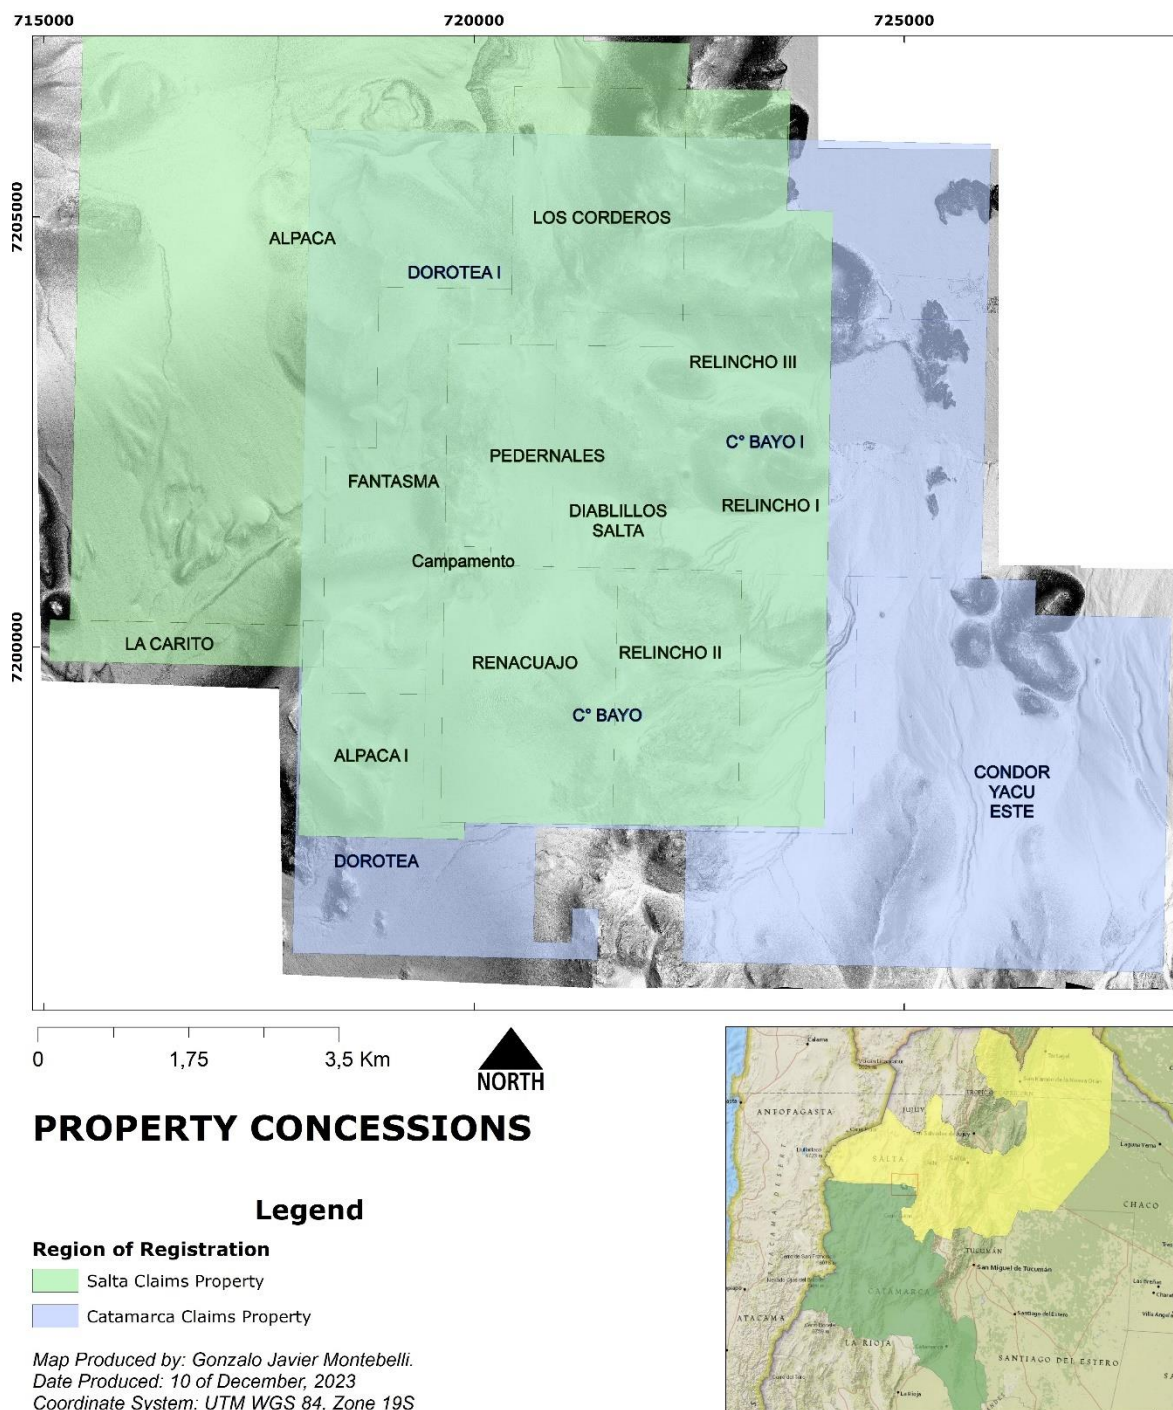 715000
720000
725000
7205000
7200000
LOS CORDEROS
ALPACA
DOROTEA I
RELINCHO III
C° BAYO I
PEDERNALES
FANTASMA
RELINCHO I
DIABLILLOS
SALTA
Campamento
LA CARITO
RENACUAJO
RELINCHO II
C° BAYO
ALPACA I
CONDOR
YACU
ESTE
DOROTEA
0
1,75
3,5 Km
NORTH
PROPERTY CONCESSIONS
Legend
Region of Registration
Salta Claims Property
Catamarca Claims Property
Map Produced by: Gonzalo Javier Montebelli.
Date Produced: 10 of December, 2023
Coordinate System: UTM WGS 84, Zone 19S
Calama
ANTOFAGASTA
JUJUY
SALTA
CHACO
TUCUMÁN
San Miguel de Tucumán
CATAMARCA
ATACAMA
LA RIOJA
Santiago del Estero
SANTIAGO DEL ESTERO
La Rioja